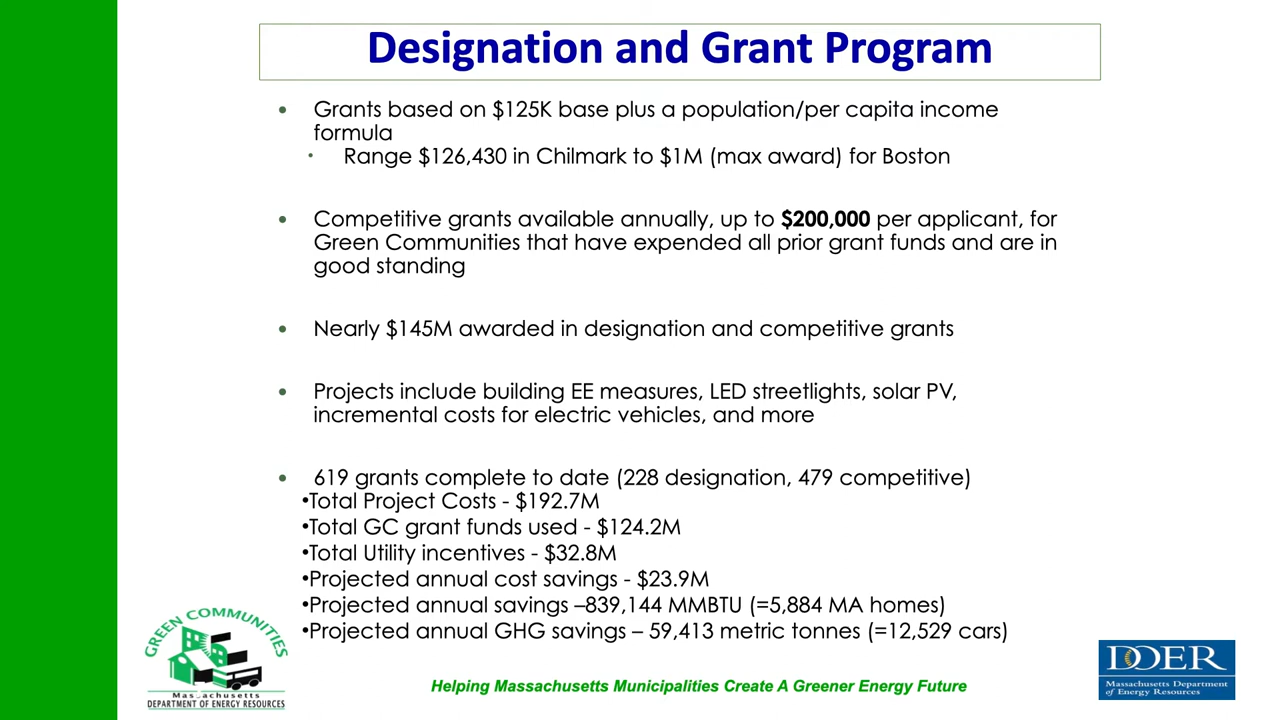 Designation and Grant Program
• Grants based on $125K base plus a population/per capita income
formula
• Range $126,430 in Chilmark to $1M (max award) for Boston
• Competitive grants available annually, up to $200,000 per applicant, for
Green Communities that have expended all prior grant funds and are in
good standing
• Nearly $145M awarded in designation and competitive grants
• Projects include building EE measures, LED streetlights, solar PV,
incremental costs for electric vehicles, and more
• 619 grants complete to date (228 designation, 479 competitive)
•Total Project Costs - $192.7M
•Total GC grant funds used - $124.2M
•Total Utility incentives - $32.8M
•Projected annual cost savings - $23.9M
•Projected annual savings –839,144 MMBTU (=5,884 MA homes)
•Projected annual GHG savings – 59,413 metric tonnes (=12,529 cars)
GREEN COMMUNITIES
Massachusetts
DEPARTMENT OF ENERGY RESOURCES
Helping Massachusetts Municipalities Create A Greener Energy Future
DOER
Massachusetts Department
of Energy Resources